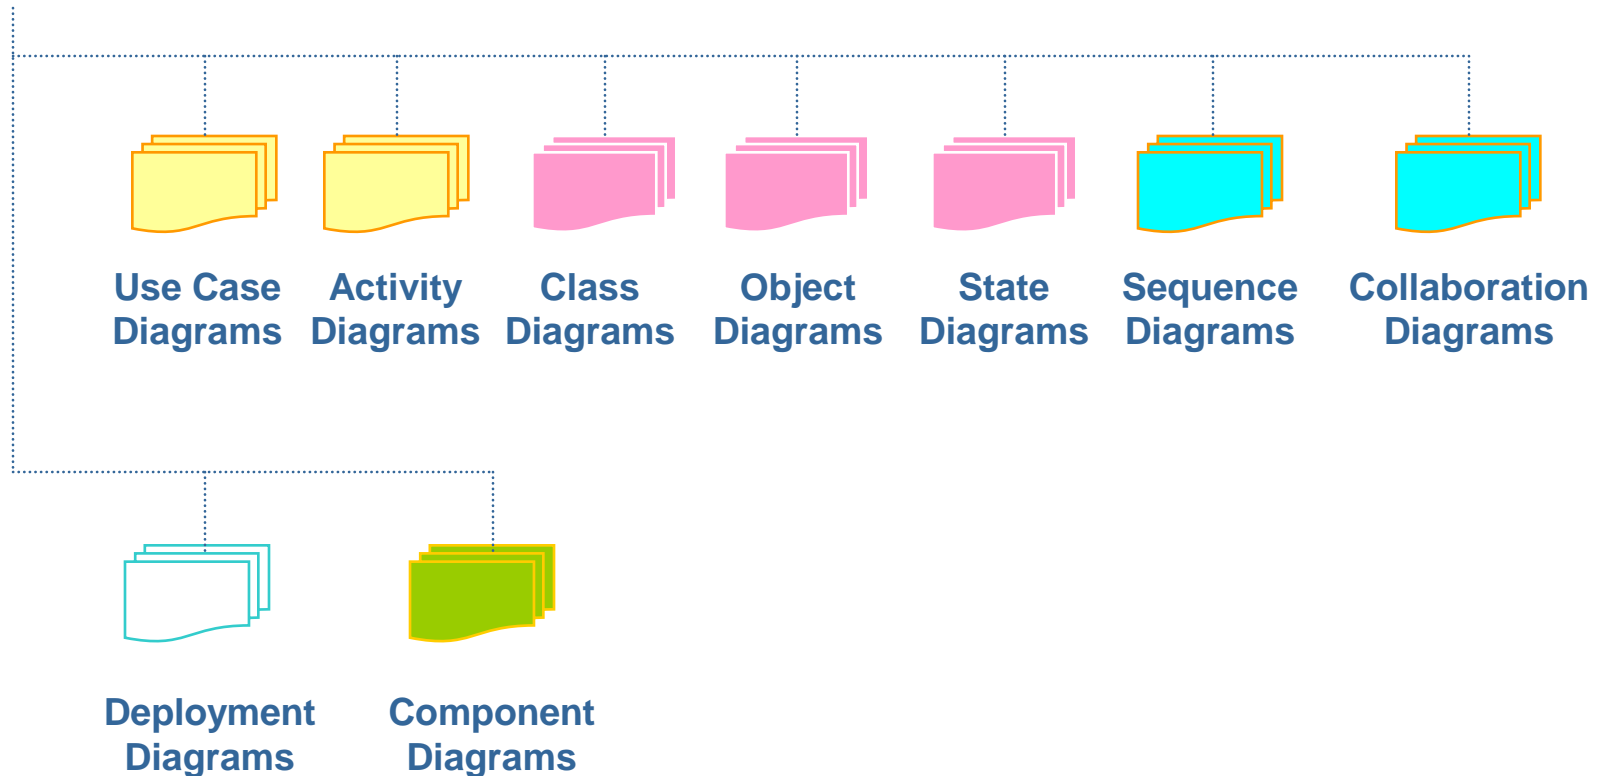 Use Case Diagrams
Activity Diagrams
Class Diagrams
Object Diagrams
State Diagrams
Sequence Diagrams
Collaboration Diagrams
Deployment Diagrams
Component Diagrams